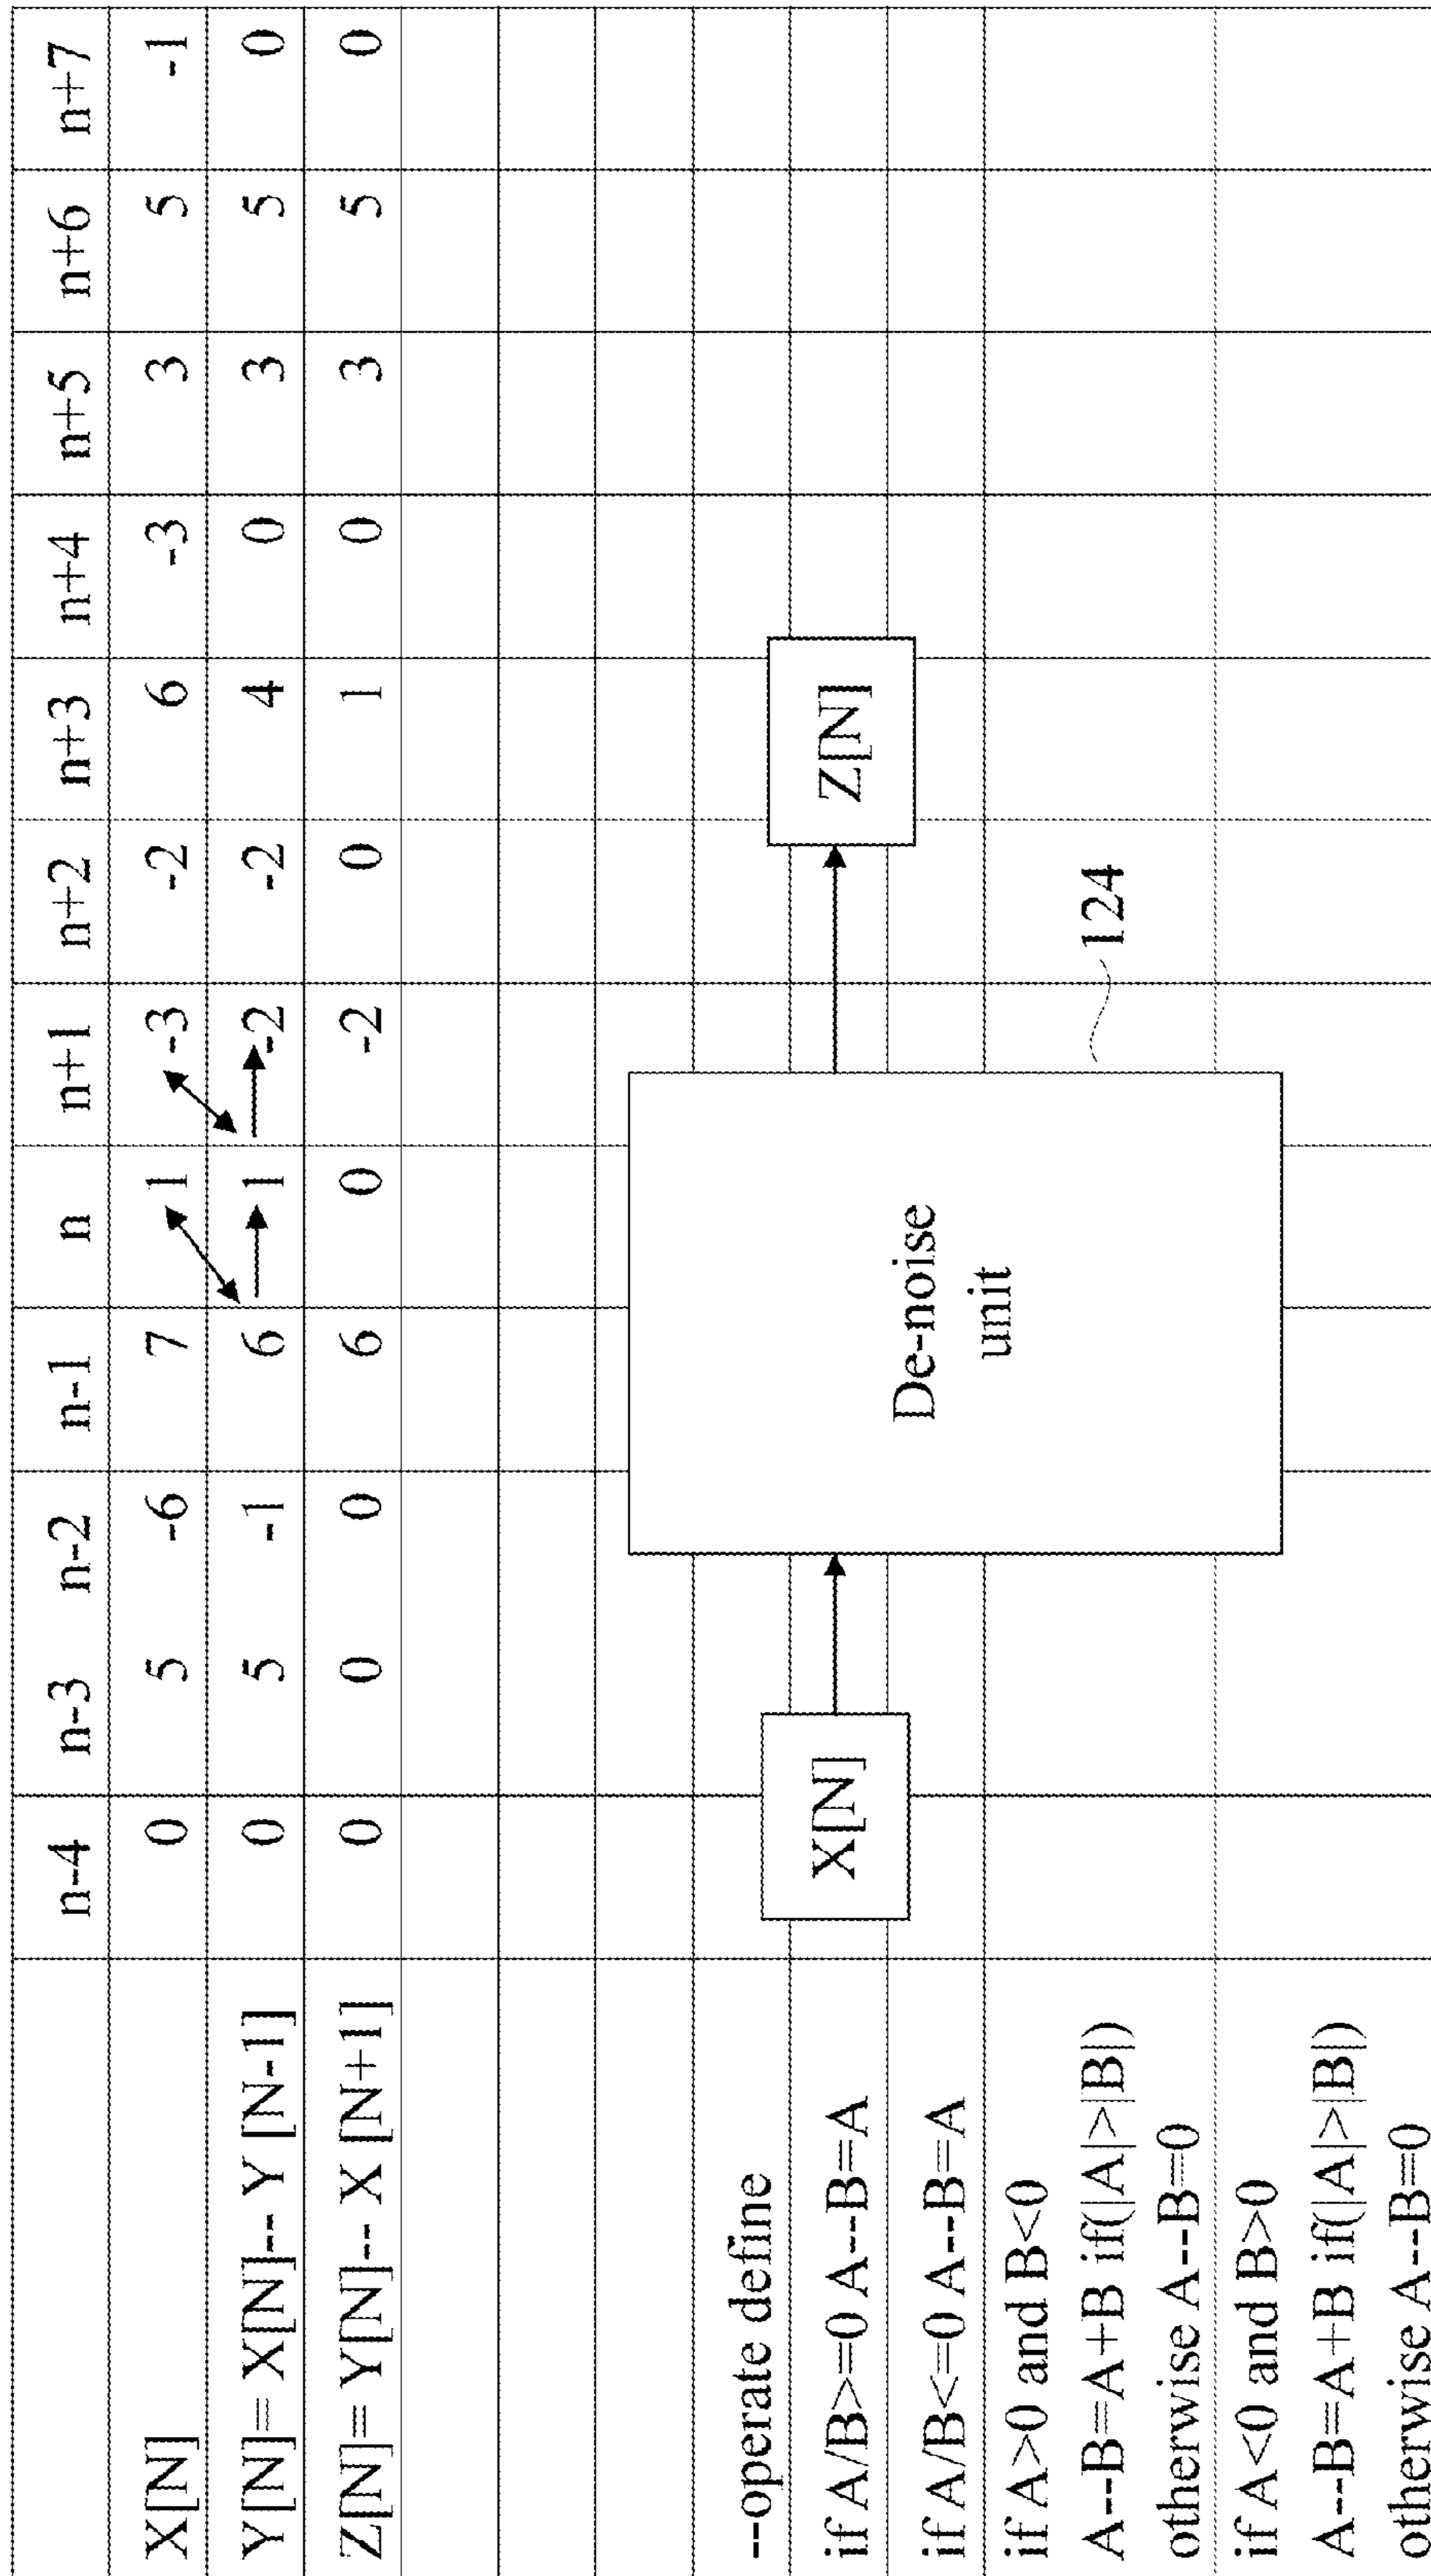 n-4 n-3 n-2 n-1 n n+1 n+2 n+3 n+4 n+5 n+6 n+7
X[N] 0 5 -6 7 1 -3 -2 6 -3 3 5 -1
Y[N]= X[N]-- Y [N-1] 0 5 -1 6 1 -2 -2 4 0 3 5 0
Z[N]= Y[N]-- X [N+1] 0 0 0 6 0 -2 0 1 0 3 5 0
--operate define
if A/B>=0 A--B=A
if A/B<=0 A--B=A
if A>0 and B<0
A--B=A+B if(|A|>|B|)
otherwise A--B=0
if A<0 and B>0
A--B=A+B if(|A|>|B|)
otherwise A--B=0
X[N]
De-noise
unit
Z[N]
124